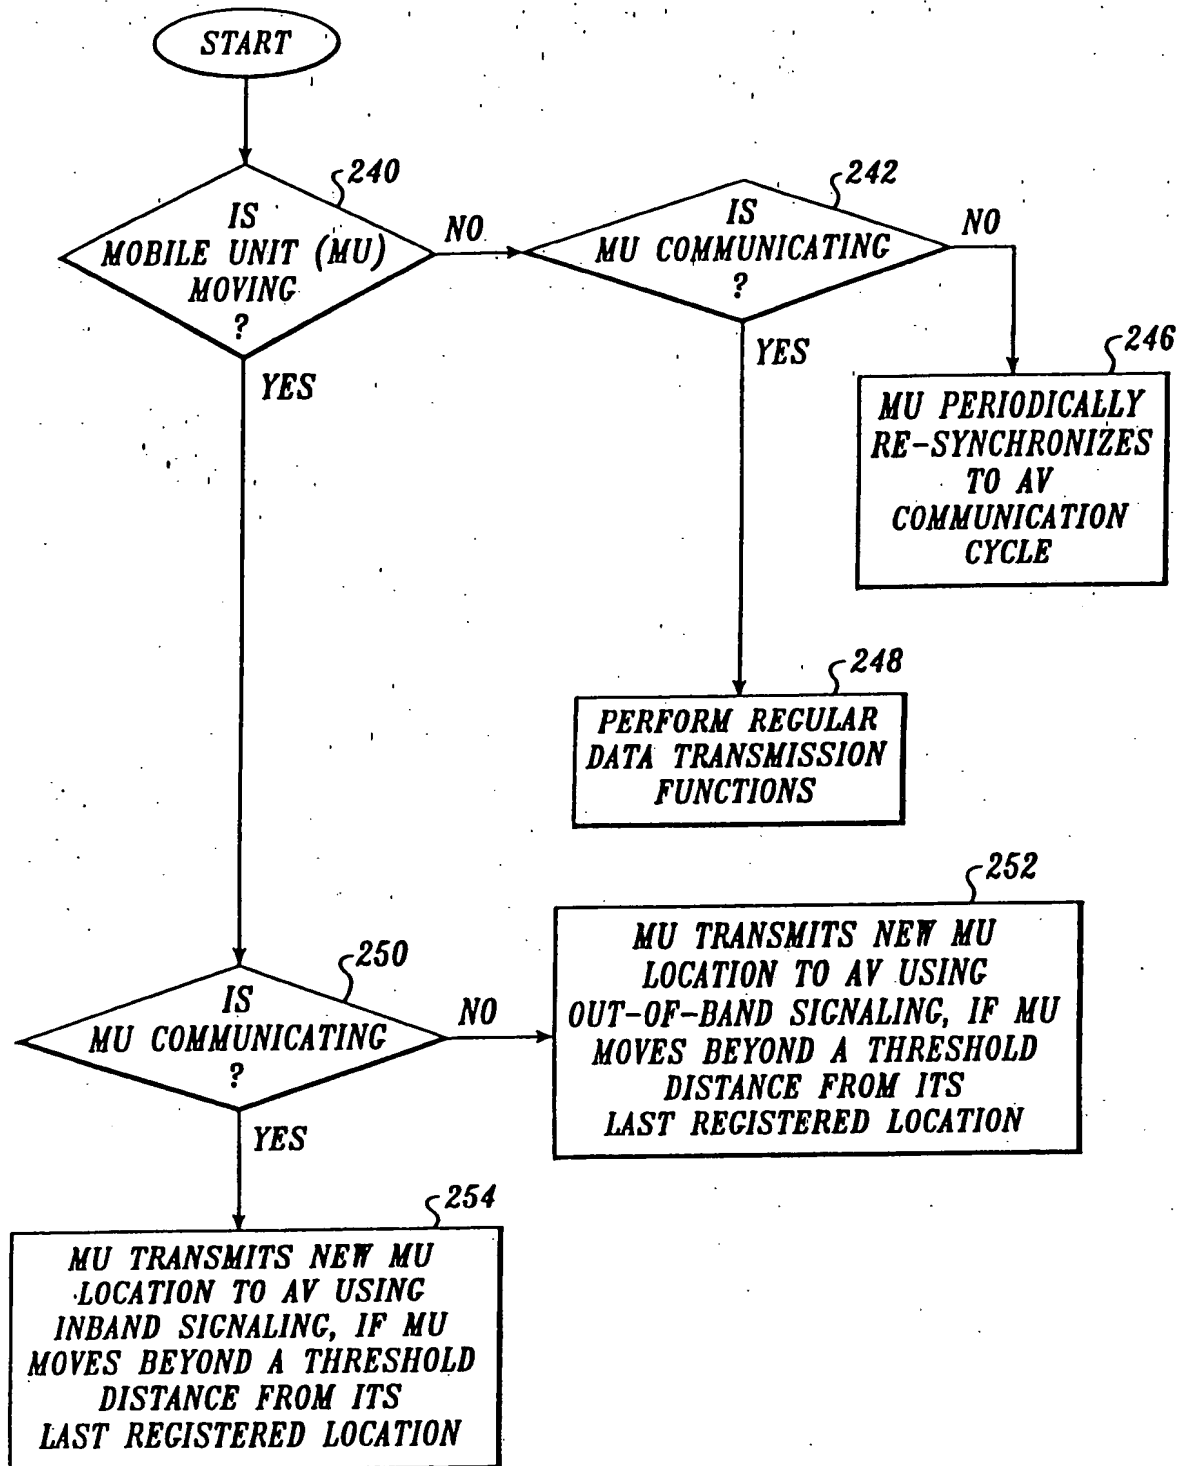 START
240
IS
MOBILE UNIT (MU)
MOVING
?
NO
YES
242
IS
MU COMMUNICATING
?
NO
YES
246
MU PERIODICALLY
RE-SYNCHRONIZES
TO AV
COMMUNICATION
CYCLE
248
PERFORM REGULAR
DATA TRANSMISSION
FUNCTIONS
250
IS
MU COMMUNICATING
?
NO
YES
252
MU TRANSMITS NEW MU
LOCATION TO AV USING
OUT-OF-BAND SIGNALING, IF MU
MOVES BEYOND A THRESHOLD
DISTANCE FROM ITS
LAST REGISTERED LOCATION
254
MU TRANSMITS NEW MU
LOCATION TO AV USING
INBAND SIGNALING, IF MU
MOVES BEYOND A THRESHOLD
DISTANCE FROM ITS
LAST REGISTERED LOCATION